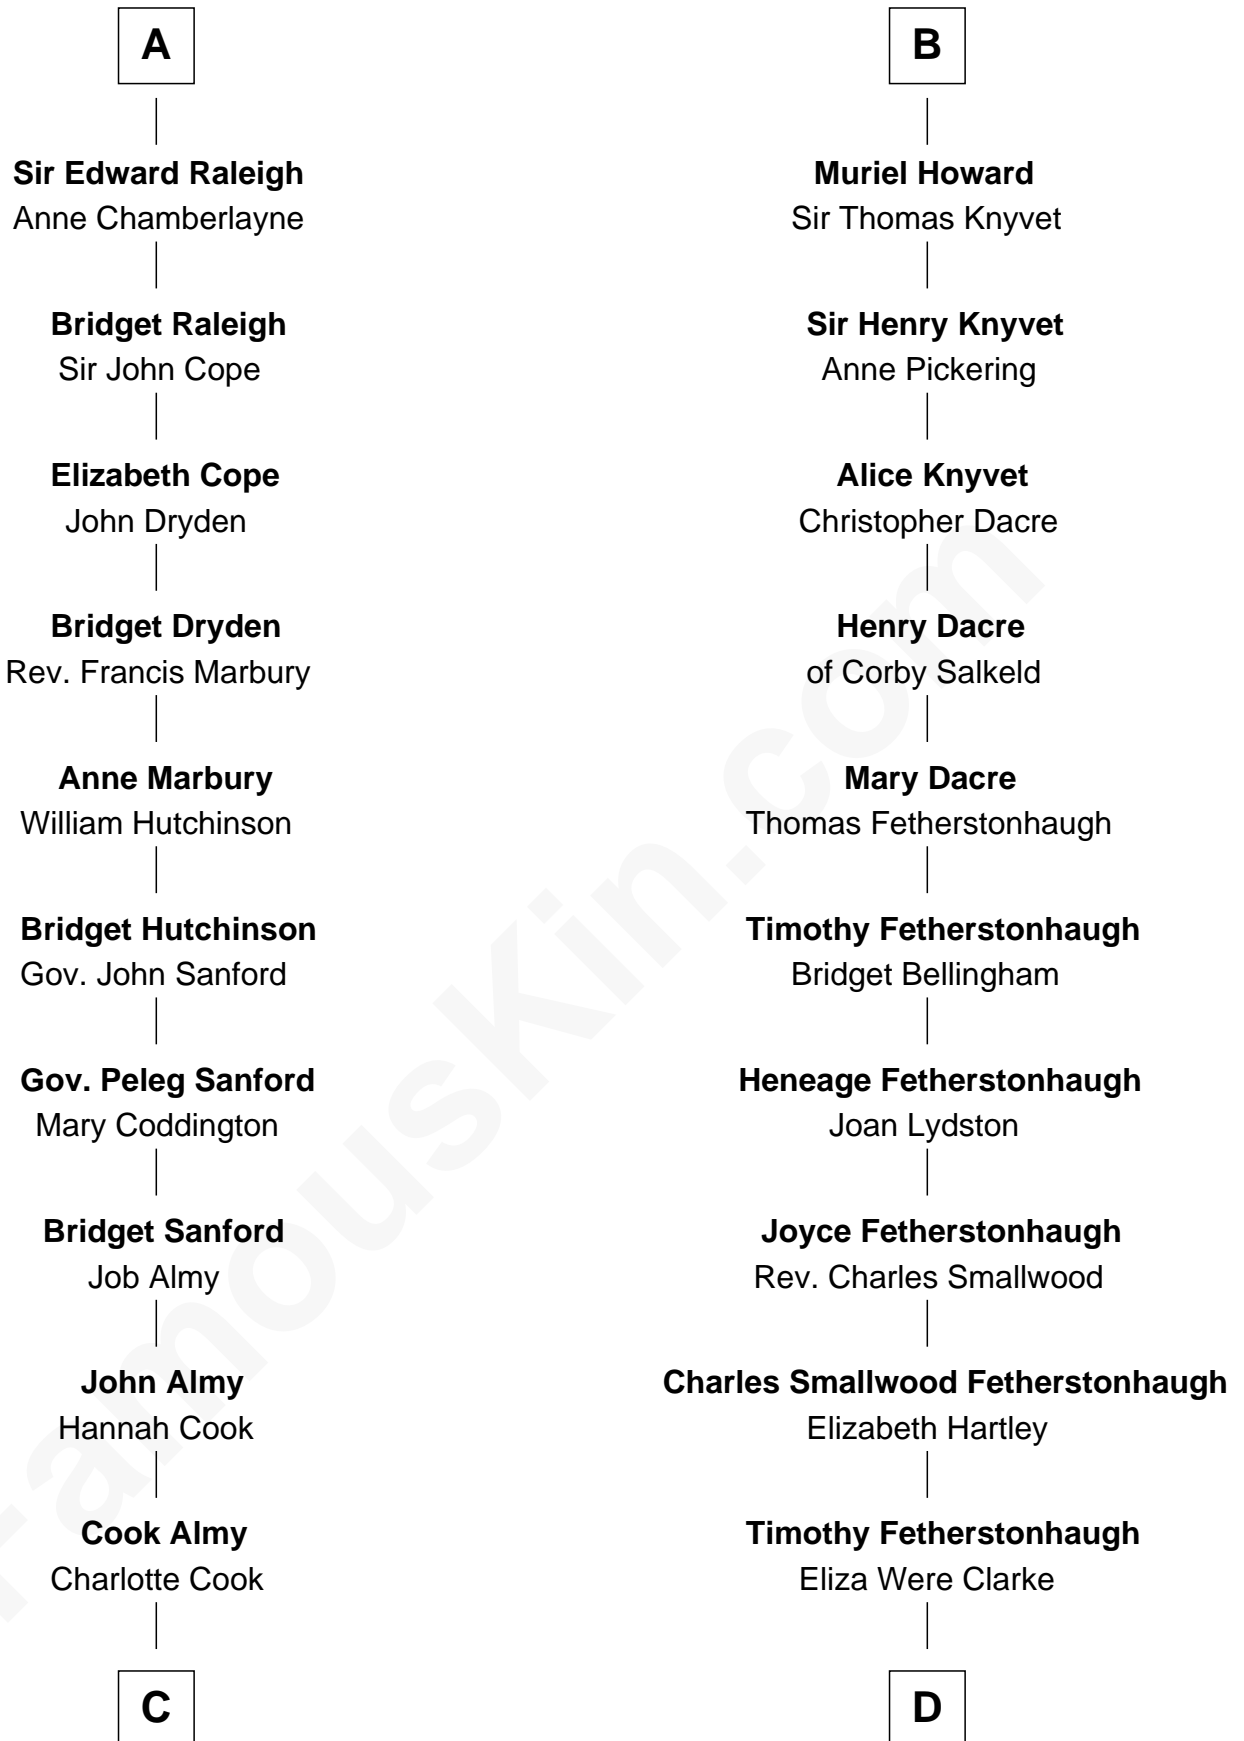 A
Sir Edward Raleigh
Anne Chamberlayne
Bridget Raleigh
Sir John Cope
Elizabeth Cope
John Dryden
Bridget Dryden
Rev. Francis Marbury
Anne Marbury
William Hutchinson
Bridget Hutchinson
Gov. John Sanford
Gov. Peleg Sanford
Mary Coddington
Bridget Sanford
Job Almy
John Almy
Hannah Cook
Cook Almy
Charlotte Cook
C
B
Muriel Howard
Sir Thomas Knyvet
Sir Henry Knyvet
Anne Pickering
Alice Knyvet
Christopher Dacre
Henry Dacre
of Corby Salkeld
Mary Dacre
Thomas Fetherstonhaugh
Timothy Fetherstonhaugh
Bridget Bellingham
Heneage Fetherstonhaugh
Joan Lydston
Joyce Fetherstonhaugh
Rev. Charles Smallwood
Charles Smallwood Fetherstonhaugh
Elizabeth Hartley
Timothy Fetherstonhaugh
Eliza Were Clarke
D
FamousKin.com